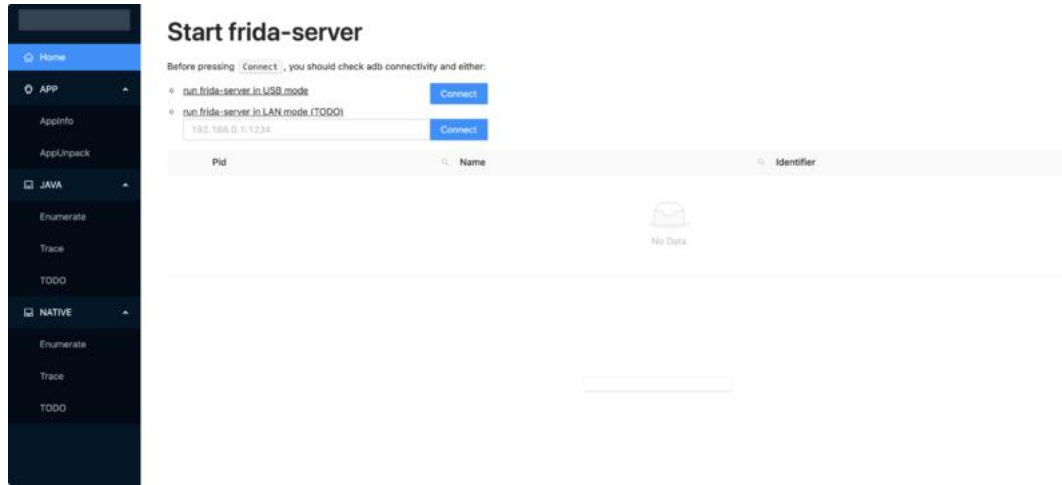 Home
APP
AppInfo
AppUnpack
JAVA
Enumerate
Trace
TODO
NATIVE
Enumerate
Trace
TODO
Start frida-server
Before pressing Connect , you should check adb connectivity and either:
run frida-server in USB mode Connect
run frida-server in LAN mode (TODO)
192.168.0.1:1234 Connect
Pid Name Identifier
No Data